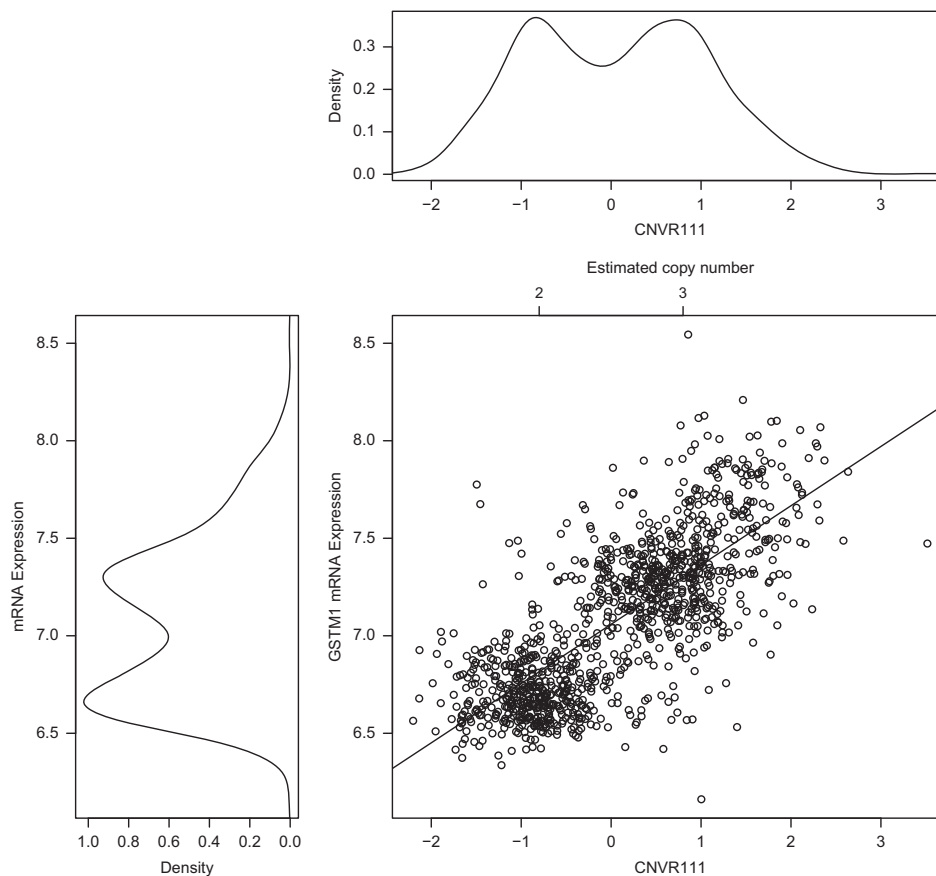 0.3
0.2
0.1
0.0
Density
−2 −1 0 1 2 3
CNVR111
Estimated copy number
2 3
8.5
8.0
7.5
7.0
6.5
mRNA Expression
1.0 0.8 0.6 0.4 0.2 0.0
Density
8.5
8.0
7.5
7.0
6.5
GSTM1 mRNA Expression
−2 −1 0 1 2 3
CNVR111